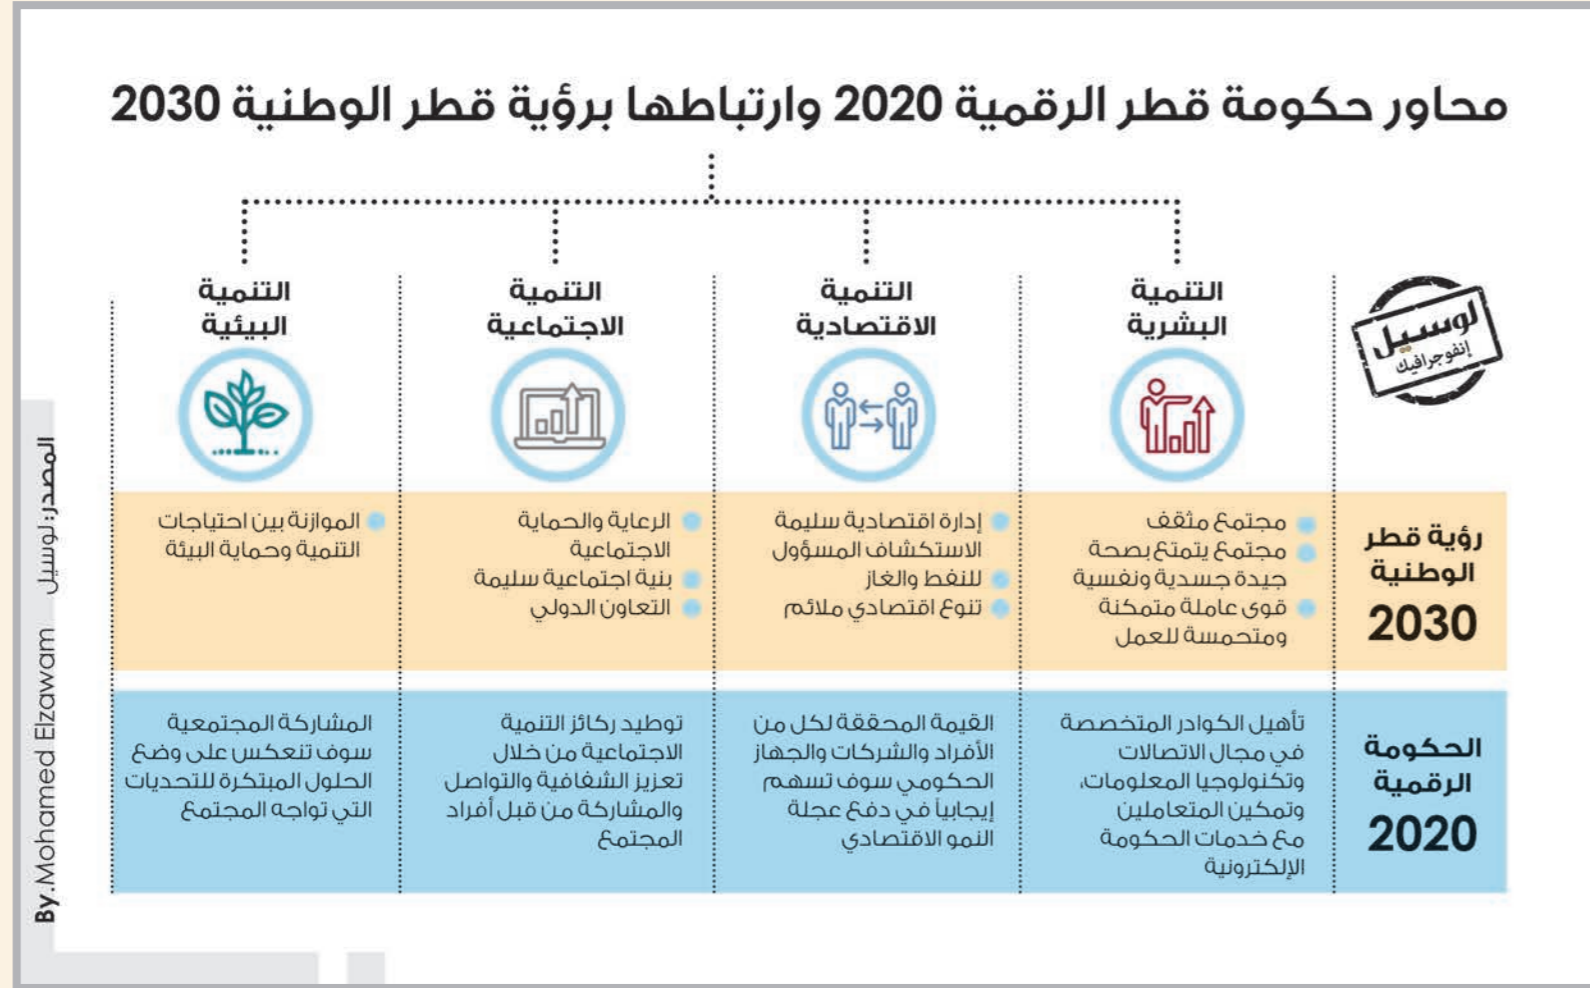 محاور حكومة قطر الرقمية 2020 وارتباطها برؤية قطر الوطنية 2030
لوسيل
إنفوجرافيك
التنمية
البشرية
التنمية
الاقتصادية
التنمية
الاجتماعية
التنمية
البيئية
رؤية قطر
الوطنية
2030
مجتمع مثقف
مجتمع يتمتع بصحة
جيدة جسدية ونفسية
قوى عاملة متمكنة
ومتحمسة للعمل
إدارة اقتصادية سليمة
الاستكشاف المسؤول
للنفط والغاز
تنوع اقتصادي ملائم
الرعاية والحماية
الاجتماعية
بنية اجتماعية سليمة
التعاون الدولي
الموازنة بين احتياجات
التنمية وحماية البيئة
الحكومة
الرقمية
2020
تأهيل الكوادر المتخصصة
في مجال الاتصالات
وتكنولوجيا المعلومات،
وتمكين المتعاملين
مع خدمات الحكومة
الإلكترونية
القيمة المحققة لكل من
الأفراد والشركات والجهاز
الحكومي سوف تسهم
إيجابياً في دفع عجلة
النمو الاقتصادي
توطيد ركائز التنمية
الاجتماعية من خلال
تعزيز الشفافية والتواصل
والمشاركة من قبل أفراد
المجتمع
المشاركة المجتمعية
سوف تنعكس على وضع
الحلول المبتكرة للتحديات
التي تواجه المجتمع
المصدر: لوسيل
By.Mohamed Elzawam